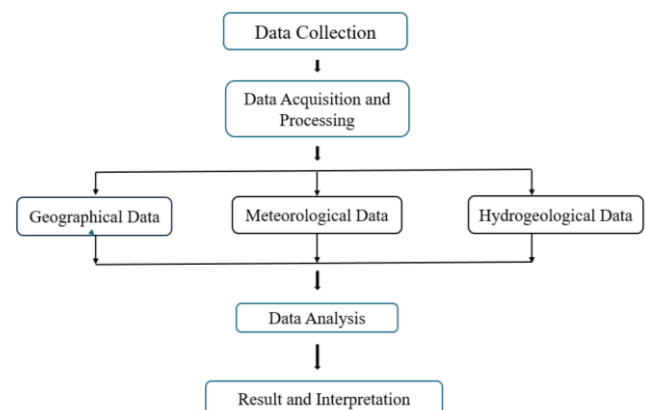 Data Collection
Data Acquisition and
Processing
Geographical Data
Meteorological Data
Hydrogeological Data
Data Analysis
Result and Interpretation